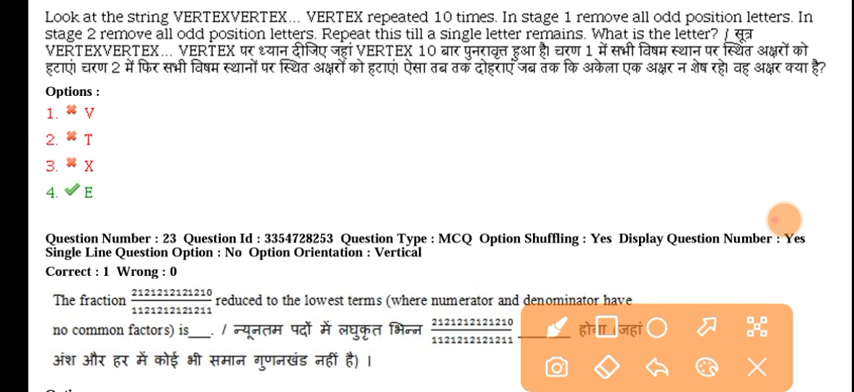 Look at the string VERTEXVERTEX... VERTEX repeated 10 times. In stage 1 remove all odd position letters. In
stage 2 remove all odd position letters. Repeat this till a single letter remains. What is the letter? / सूत्र
VERTEXVERTEX... VERTEX पर ध्यान दीजिए जहां VERTEX 10 बार पुनरावृत्त हुआ है। चरण 1 में सभी विषम स्थान पर स्थित अक्षरों को
हटाएं। चरण 2 में फिर सभी विषम स्थानों पर स्थित अक्षरों को हटाएं। ऐसा तब तक दोहराएं जब तक कि अकेला एक अक्षर न शेष रहे। वह अक्षर क्या है?
Options :
1. V
2. T
3. X
4. E
Question Number : 23 Question Id : 3354728253 Question Type : MCQ Option Shuffling : Yes Display Question Number : Yes
Single Line Question Option : No Option Orientation : Vertical
Correct : 1 Wrong : 0
The fraction 2121212121210/1121212121211 reduced to the lowest terms (where numerator and denominator have
no common factors) is___. / न्यूनतम पदों में लघुकृत भिन्न 2121212121210/1121212121211 ________ होगा (जहां
अंश और हर में कोई भी समान गुणनखंड नहीं है) ।